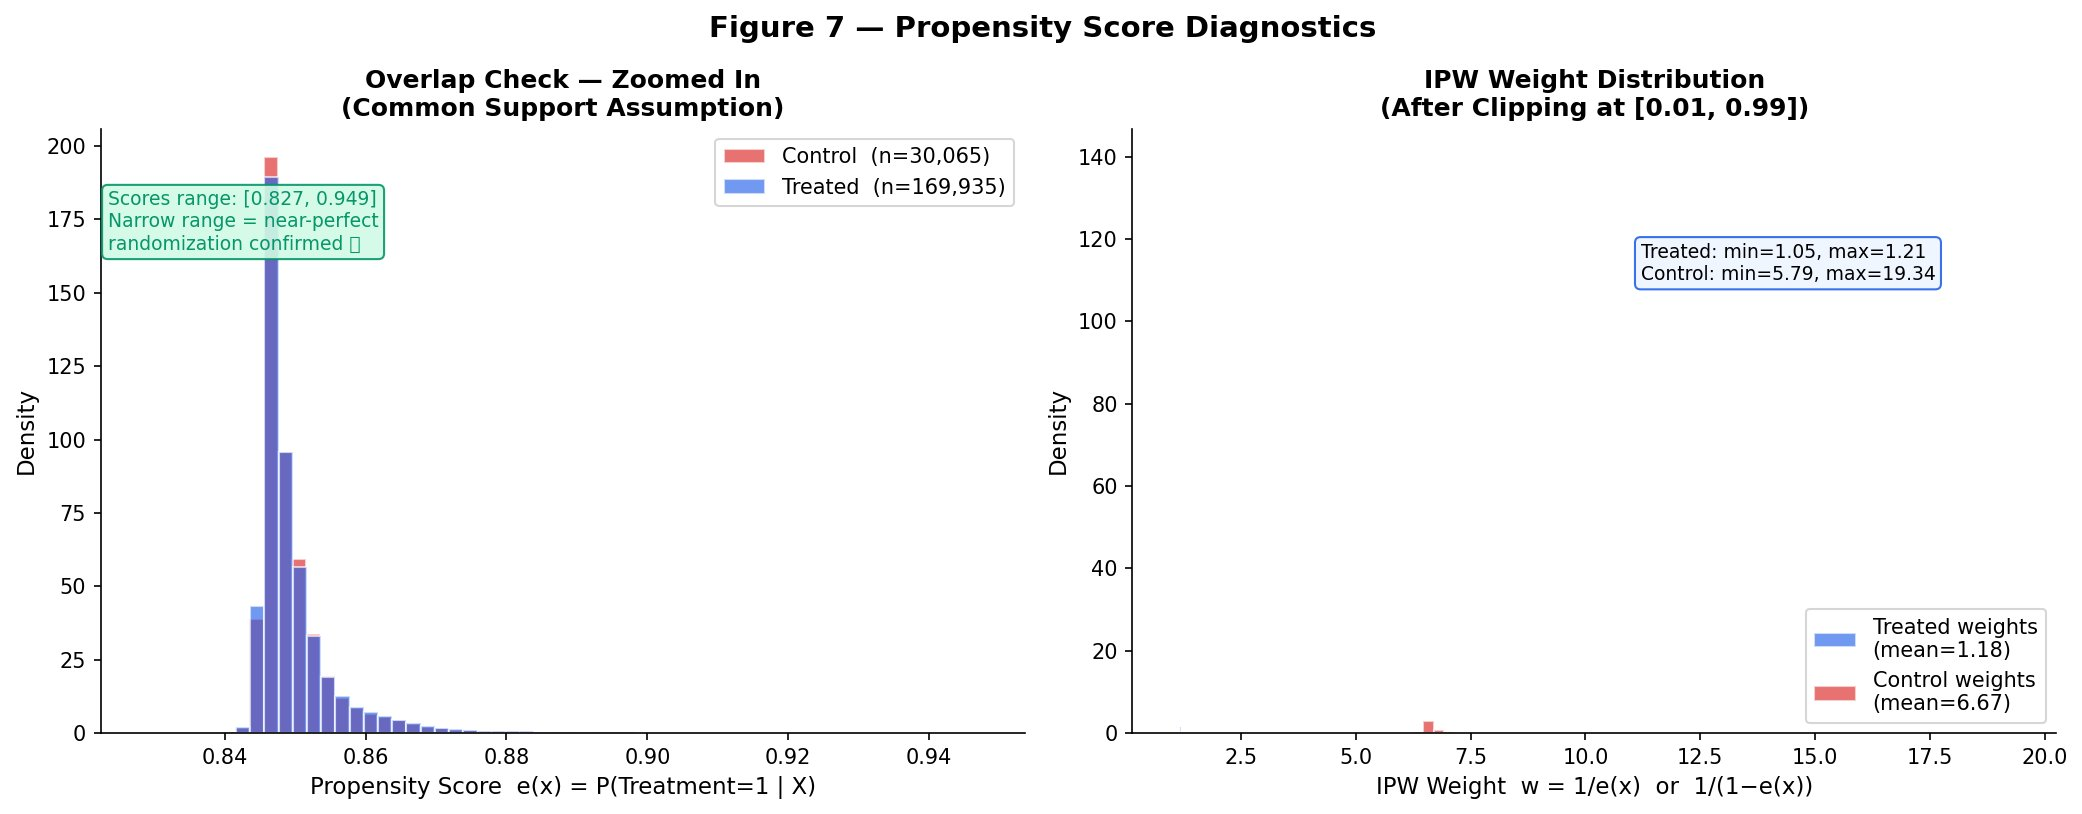 Figure 7 — Propensity Score Diagnostics
Overlap Check — Zoomed In
(Common Support Assumption)
200
175
150
125
100
75
50
25
0
Density
Scores range: [0.827, 0.949]
Narrow range = near-perfect
randomization confirmed
Control  (n=30,065)
Treated  (n=169,935)
0.84
0.86
0.88
0.90
0.92
0.94
Propensity Score  e(x) = P(Treatment=1 | X)
IPW Weight Distribution
(After Clipping at [0.01, 0.99])
140
120
100
80
60
40
20
0
Density
Treated: min=1.05, max=1.21
Control: min=5.79, max=19.34
Treated weights
(mean=1.18)
Control weights
(mean=6.67)
2.5
5.0
7.5
10.0
12.5
15.0
17.5
20.0
IPW Weight  w = 1/e(x)  or  1/(1−e(x))